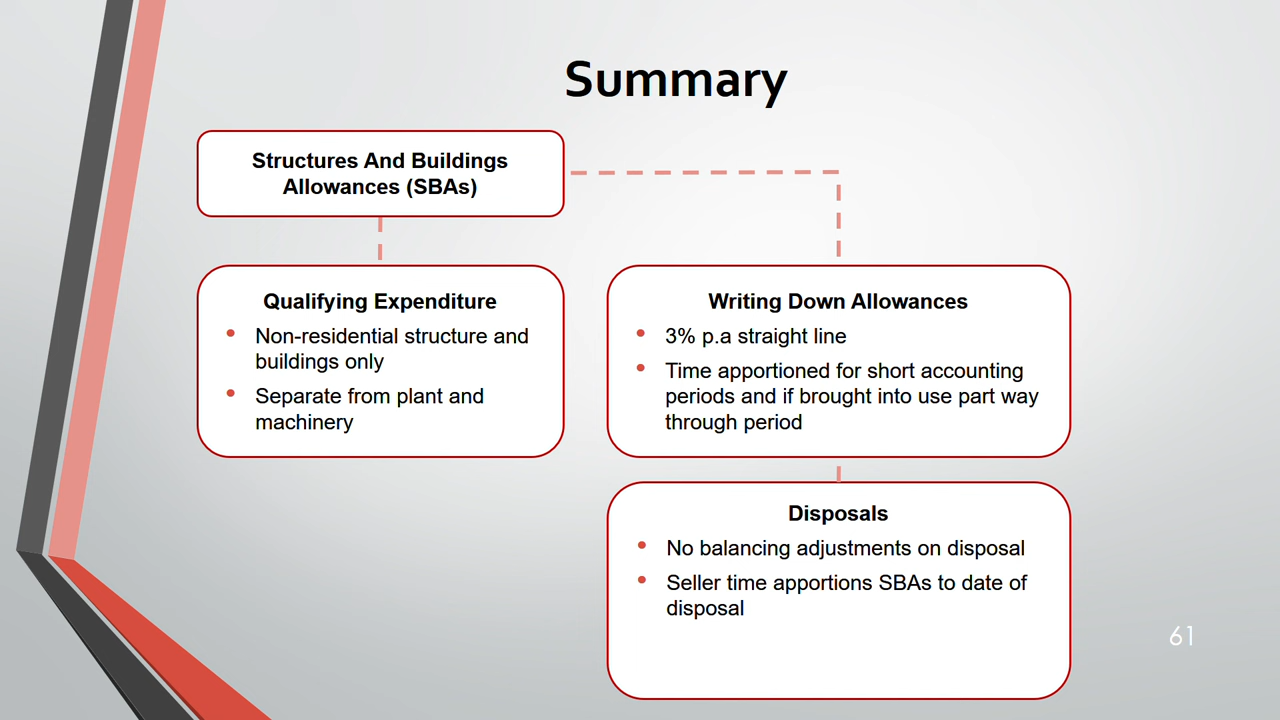 Summary
Structures And Buildings
Allowances (SBAs)
Qualifying Expenditure
• Non-residential structure and
buildings only
• Separate from plant and
machinery
Writing Down Allowances
• 3% p.a straight line
• Time apportioned for short accounting
periods and if brought into use part way
through period
Disposals
• No balancing adjustments on disposal
• Seller time apportions SBAs to date of
disposal
61